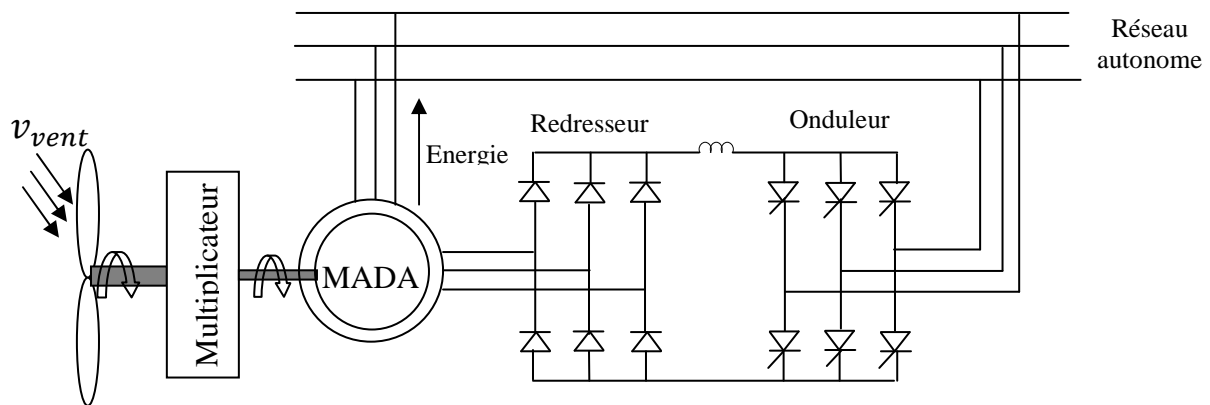 Réseau
autonome
v_vent
Redresseur
Onduleur
Energie
Multiplicateur
MADA